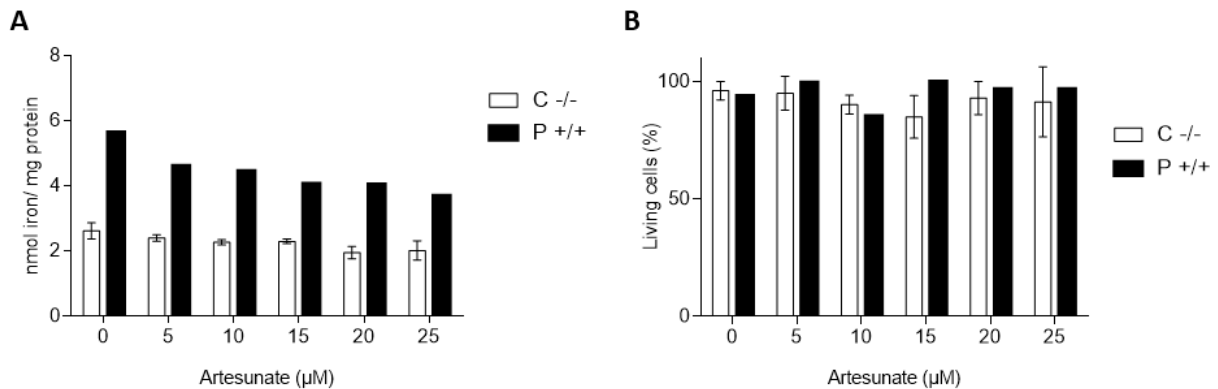 A
8
6
4
2
0
nmol iron/ mg protein
0 5 10 15 20 25
Artesunate (µM)
C -/-
P +/+
B
100
50
0
Living cells (%)
0 5 10 15 20 25
Artesunate (µM)
C -/-
P +/+